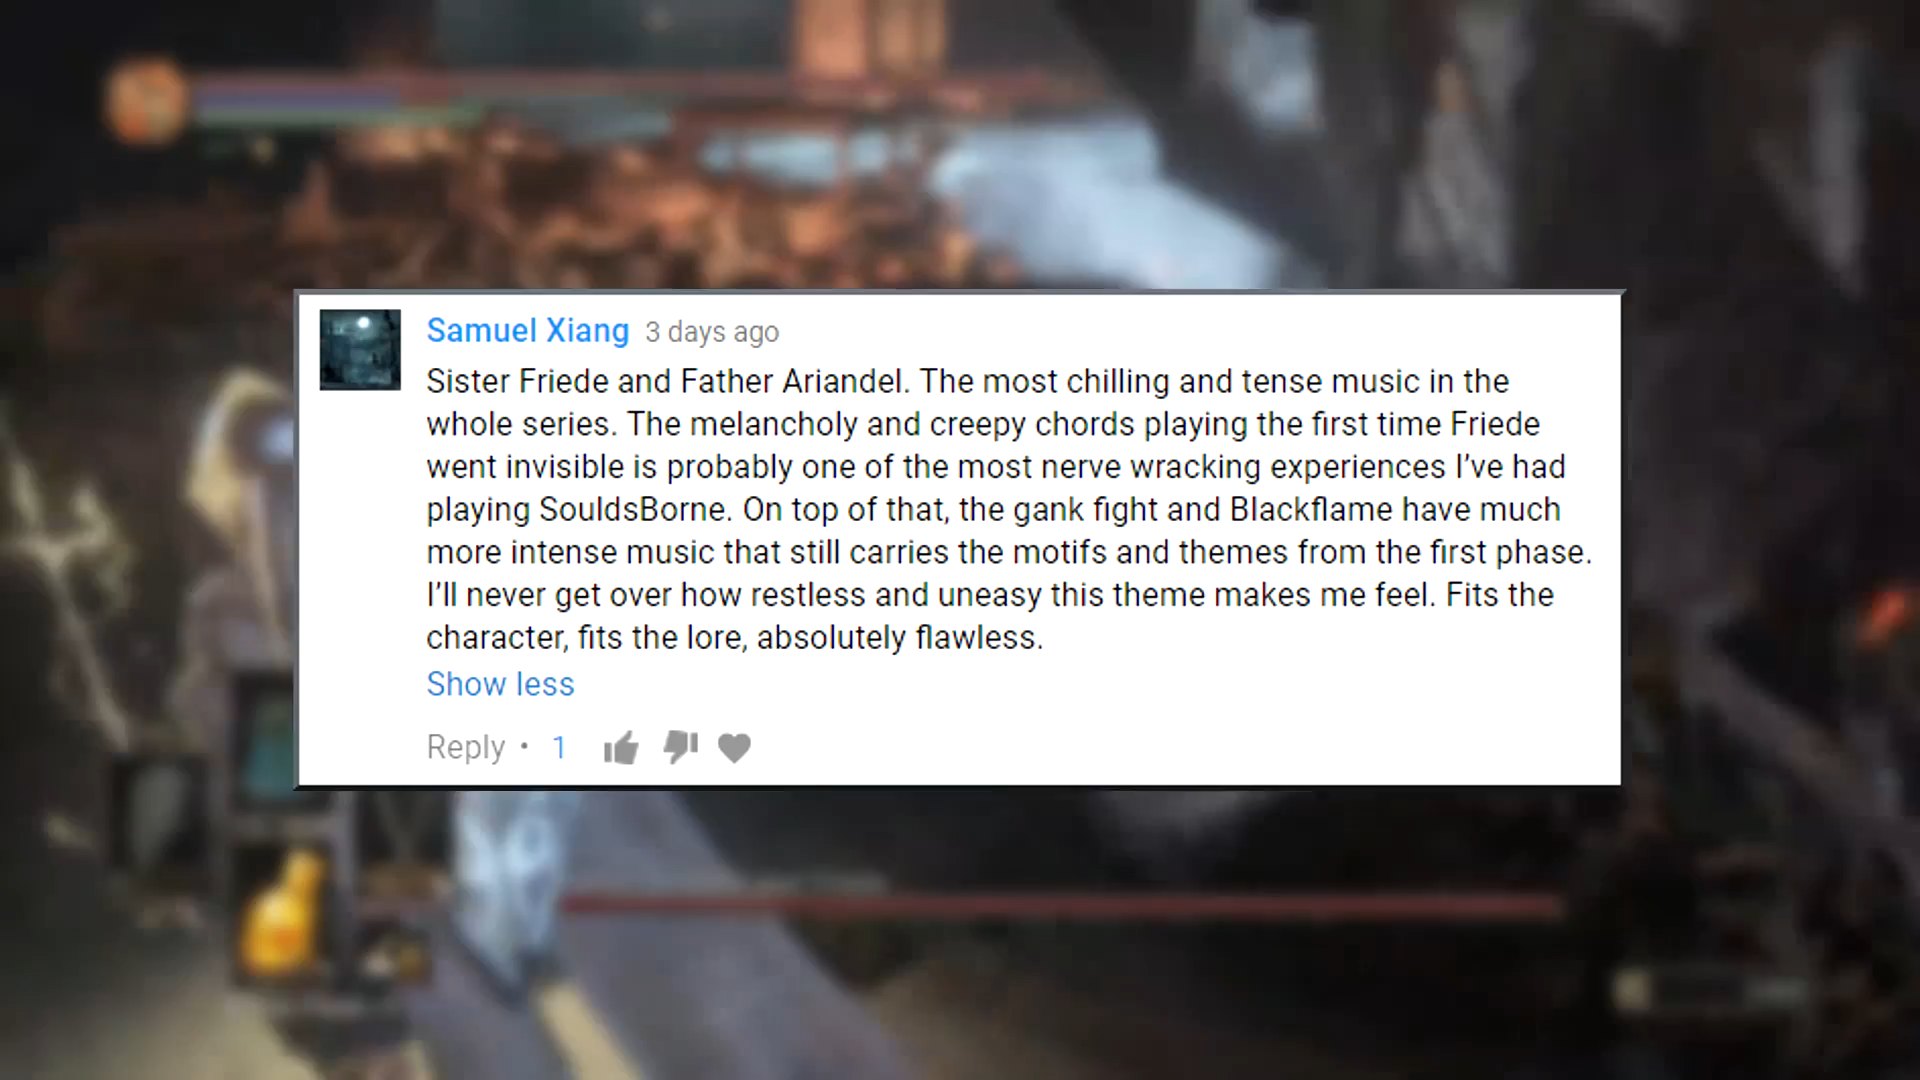 Samuel Xiang 3 days ago
Sister Friede and Father Ariandel. The most chilling and tense music in the
whole series. The melancholy and creepy chords playing the first time Friede
went invisible is probably one of the most nerve wracking experiences I’ve had
playing SouldsBorne. On top of that, the gank fight and Blackflame have much
more intense music that still carries the motifs and themes from the first phase.
I’ll never get over how restless and uneasy this theme makes me feel. Fits the
character, fits the lore, absolutely flawless.
Show less
Reply • 1